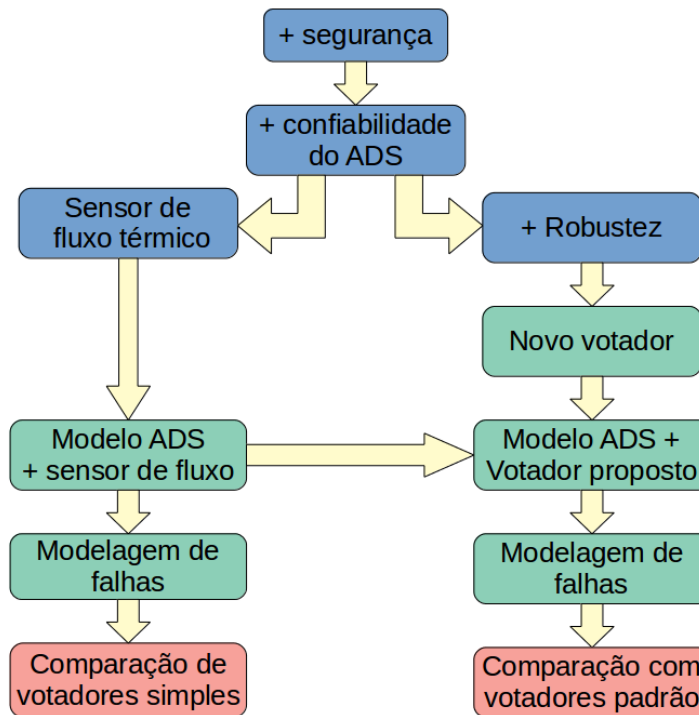 + segurança
+ confiabilidade
do ADS
Sensor de
fluxo térmico
+ Robustez
Novo votador
Modelo ADS
+ sensor de fluxo
Modelo ADS +
Votador proposto
Modelagem de
falhas
Modelagem de
falhas
Comparação de
votadores simples
Comparação com
votadores padrão